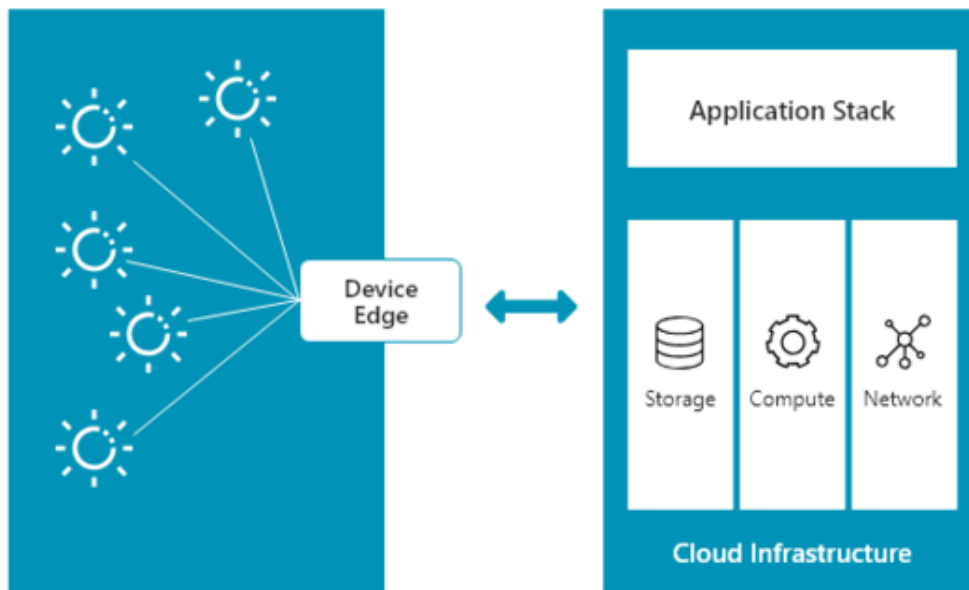 Device
Edge
Application Stack
Storage
Compute
Network
Cloud Infrastructure